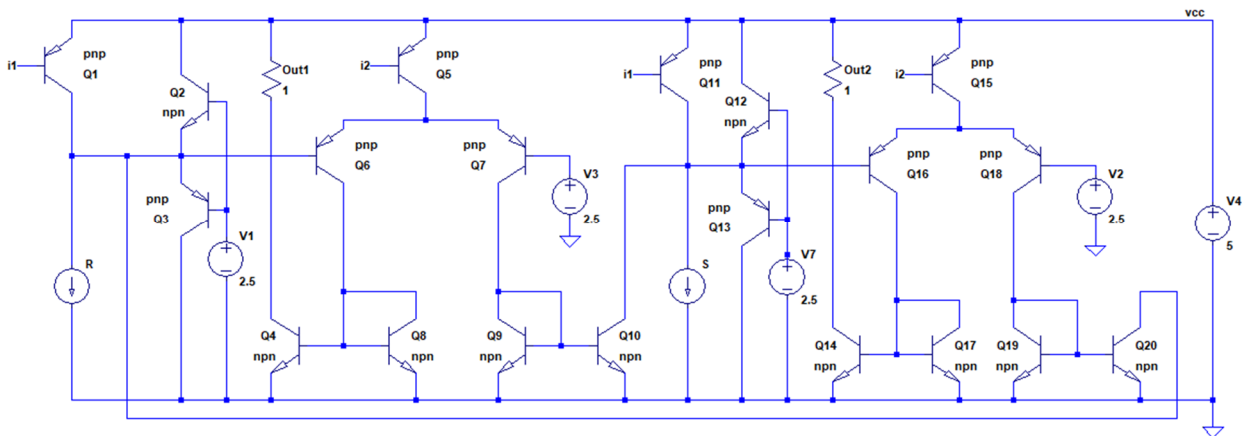 vcc
i1
pnp
Q1
Q2
npn
Out1
1
i2
pnp
Q5
i1
pnp
Q11
Q12
npn
Out2
1
i2
pnp
Q15
pnp
Q6
pnp
Q7
V3
2.5
pnp
Q3
V1
2.5
R
Q4
npn
Q8
npn
Q9
npn
Q10
npn
pnp
Q13
S
V7
2.5
pnp
Q16
pnp
Q18
V2
2.5
V4
5
Q14
npn
Q17
npn
Q19
npn
Q20
npn